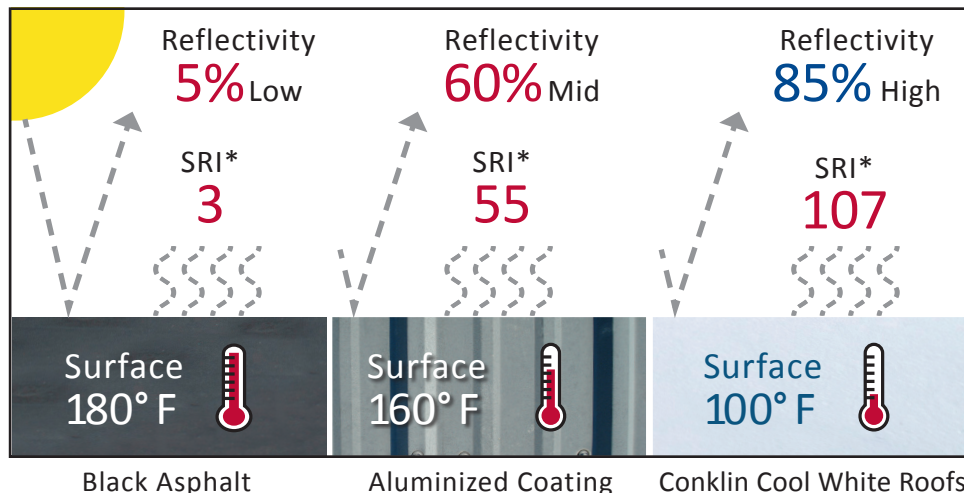 Reflectivity
5% Low
SRI*
3
Surface
180° F
Black Asphalt
Reflectivity
60% Mid
SRI*
55
Surface
160° F
Aluminized Coating
Reflectivity
85% High
SRI*
107
Surface
100° F
Conklin Cool White Roofs